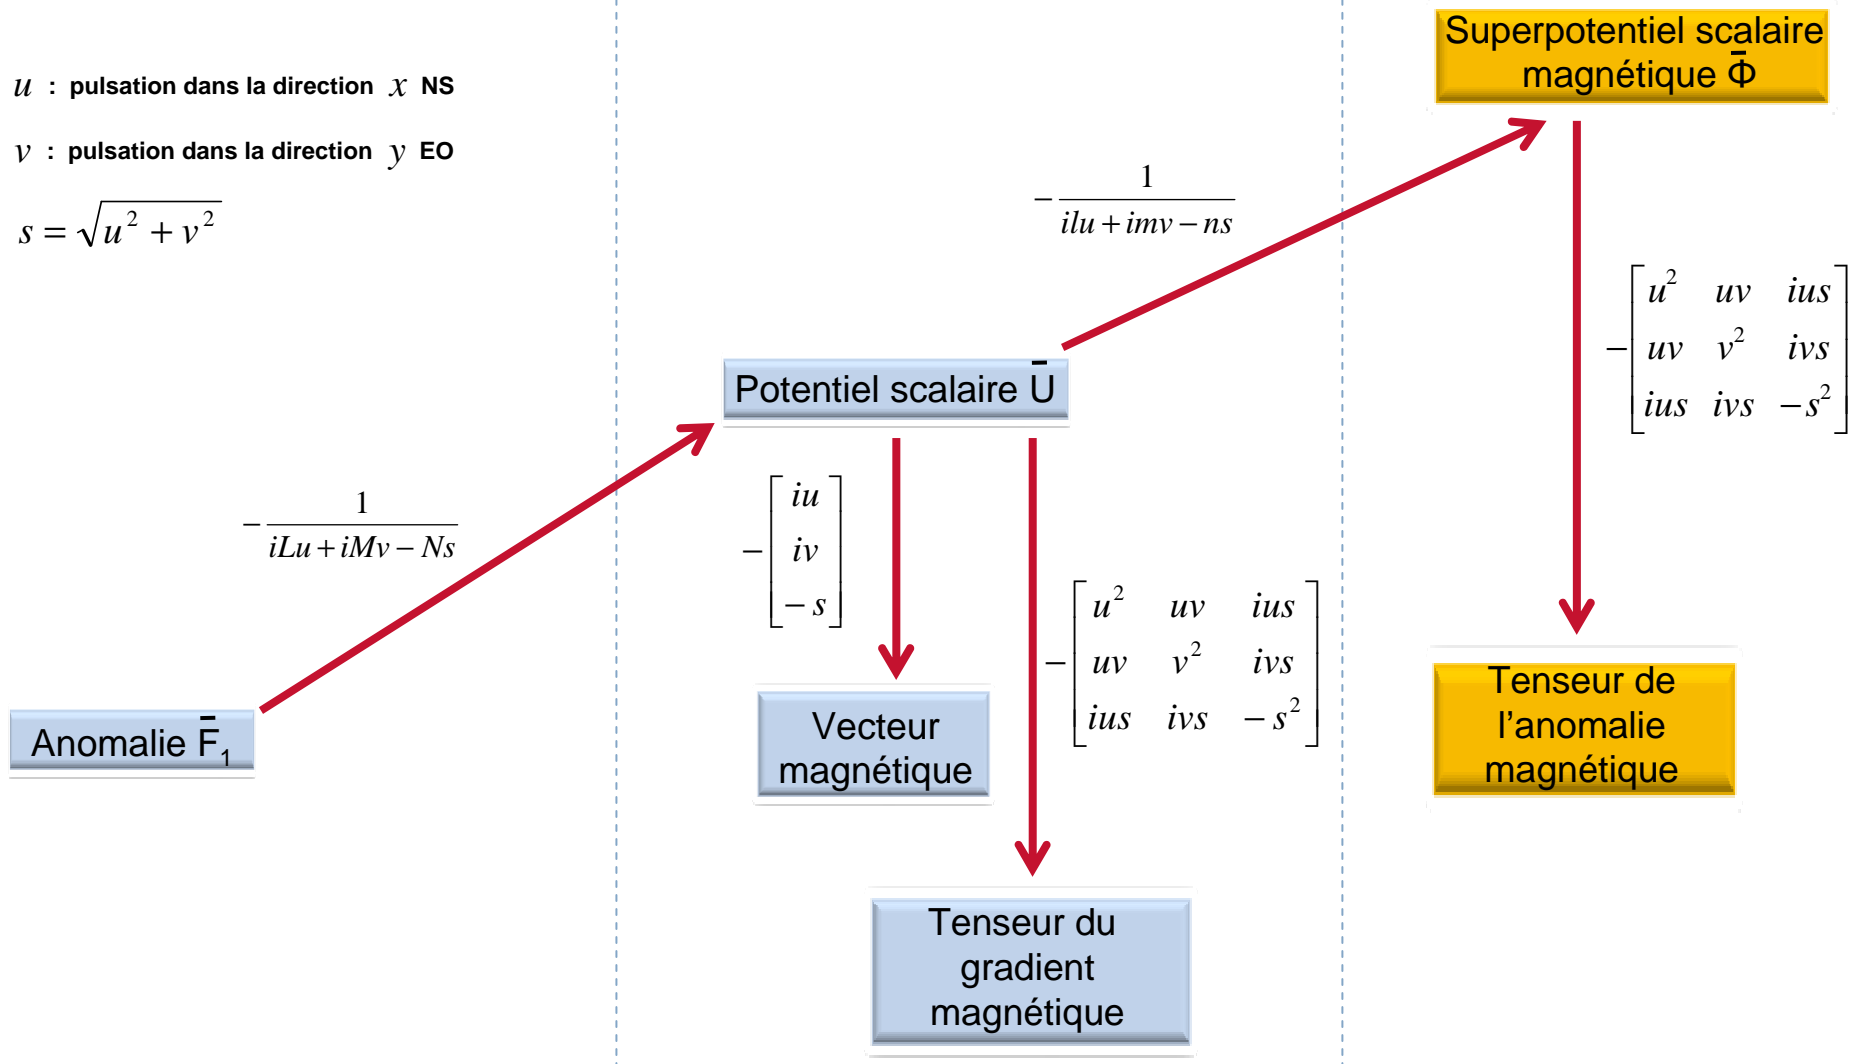 u : pulsation dans la direction x NS
v : pulsation dans la direction y EO
s = √(u² + v²)
Anomalie F̄₁
− 1 / (iLu + iMv − Ns)
Potentiel scalaire Ū
− [ iu
iv
− s ]
Vecteur
magnétique
− [ u² uv ius
uv v² ivs
ius ivs − s² ]
Tenseur du
gradient
magnétique
− 1 / (ilu + imv − ns)
Superpotentiel scalaire
magnétique Φ̄
− [ u² uv ius
uv v² ivs
ius ivs − s² ]
Tenseur de
l’anomalie
magnétique